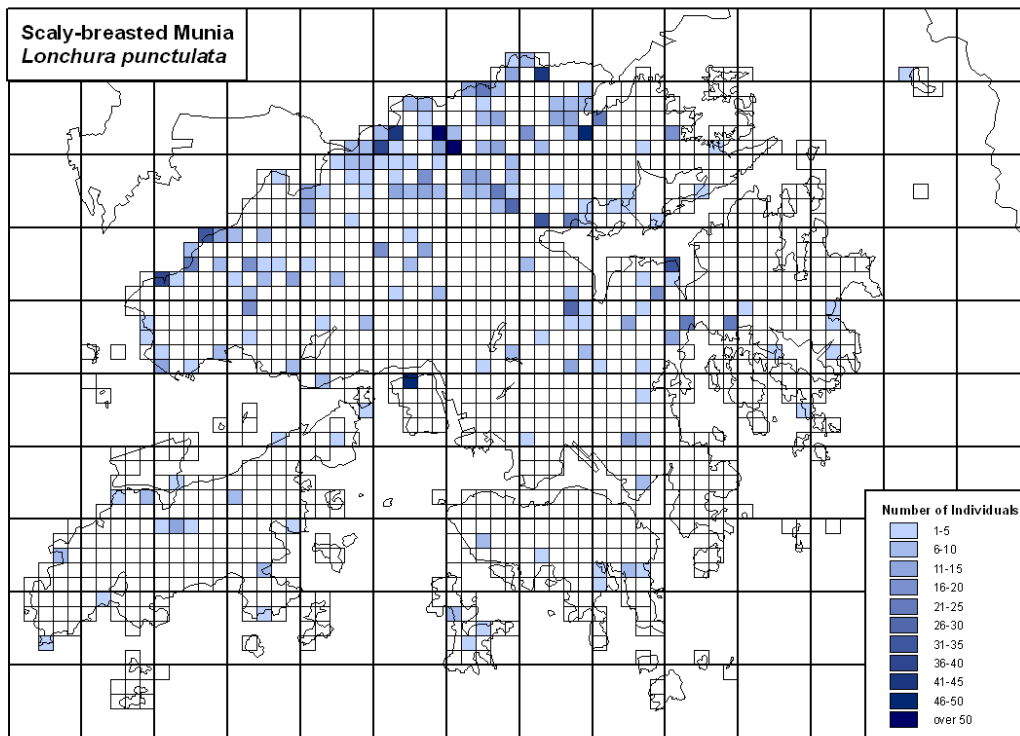 Scaly-breasted Munia
Lonchura punctulata
Number of Individuals
1-5
6-10
11-15
16-20
21-25
26-30
31-35
36-40
41-45
46-50
over 50